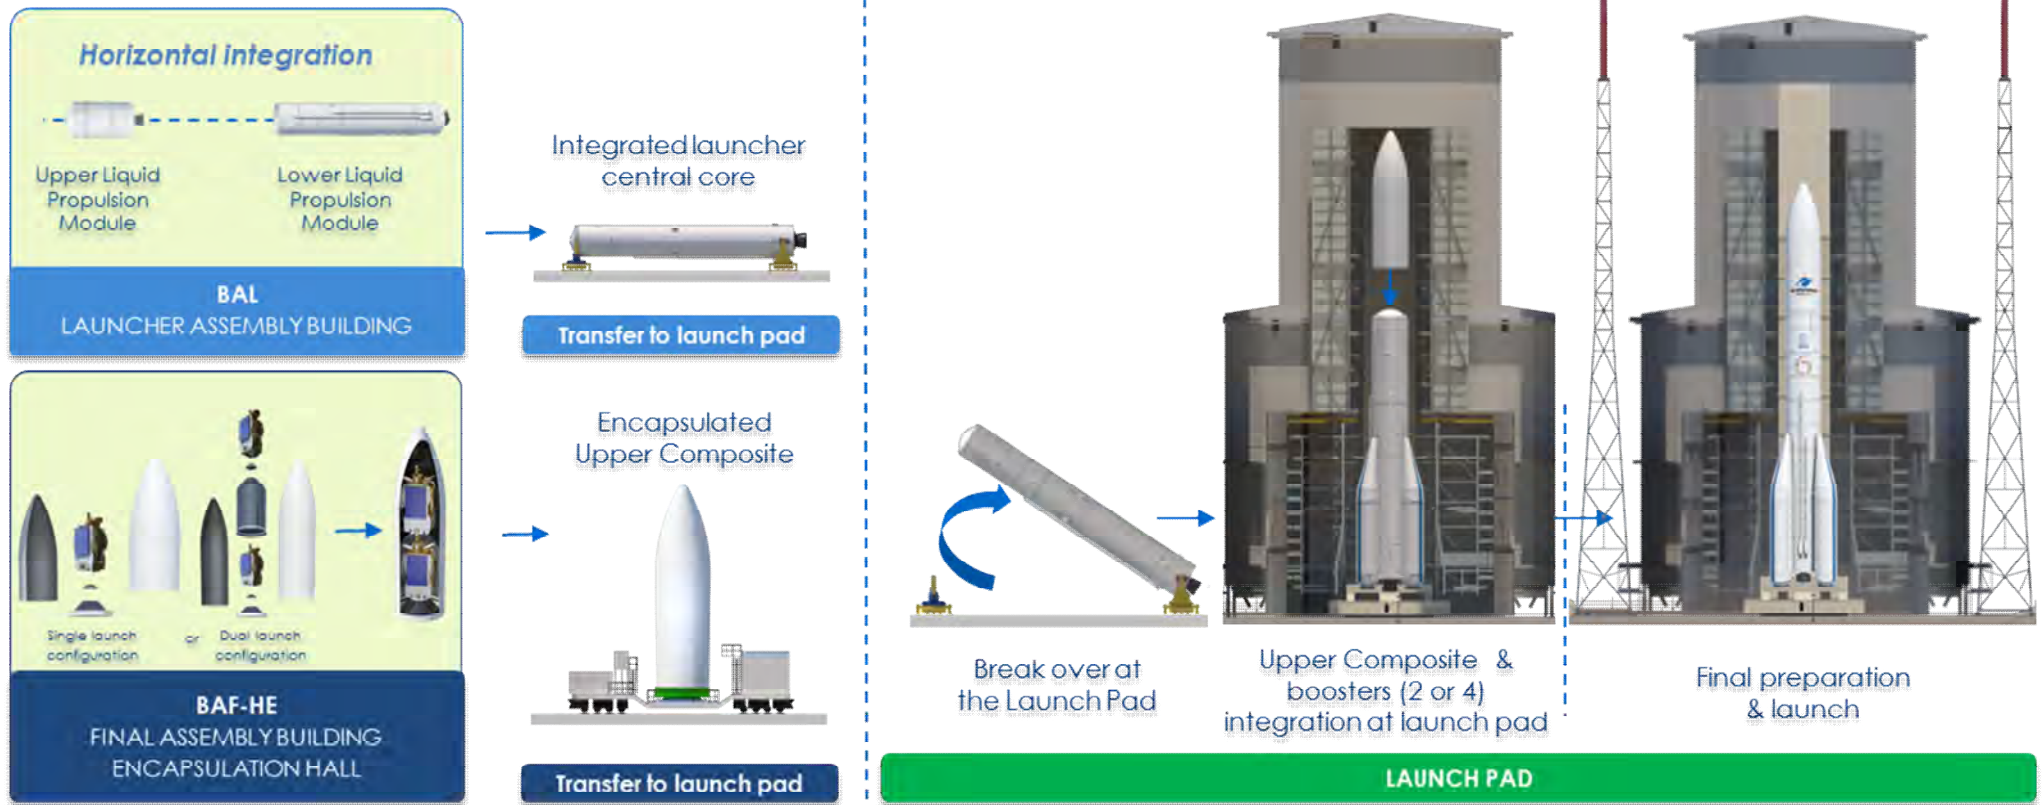 Horizontal integration
Upper Liquid
Propulsion
Module
Lower Liquid
Propulsion
Module
BAL
LAUNCHER ASSEMBLY BUILDING
Integrated launcher
central core
Transfer to launch pad
Single launch
configuration
or
Dual launch
configuration
BAF-HE
FINAL ASSEMBLY BUILDING
ENCAPSULATION HALL
Encapsulated
Upper Composite
Transfer to launch pad
Break over at
the Launch Pad
Upper Composite &
boosters (2 or 4)
integration at launch pad
Final preparation
& launch
LAUNCH PAD